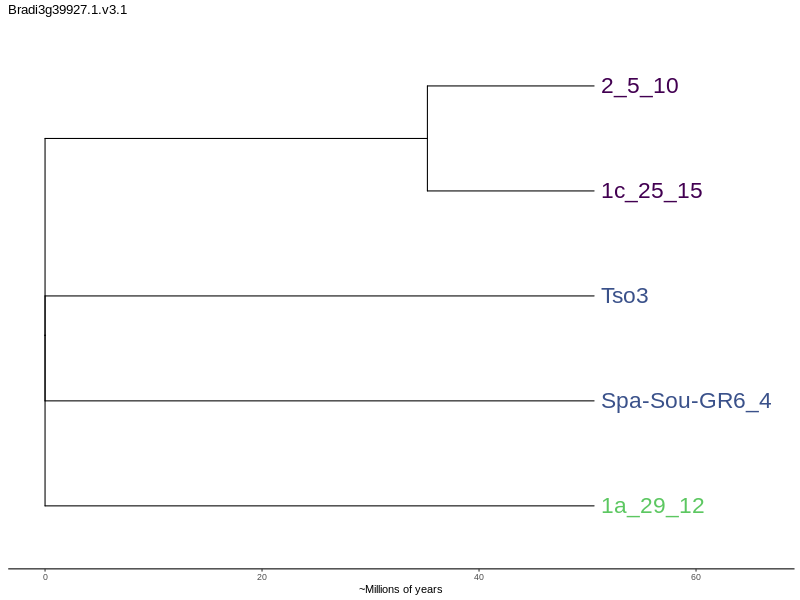 Bradi3g39927.1.v3.1
2_5_10
1c_25_15
Tso3
Spa-Sou-GR6_4
1a_29_12
0 20 40 60
~Millions of years